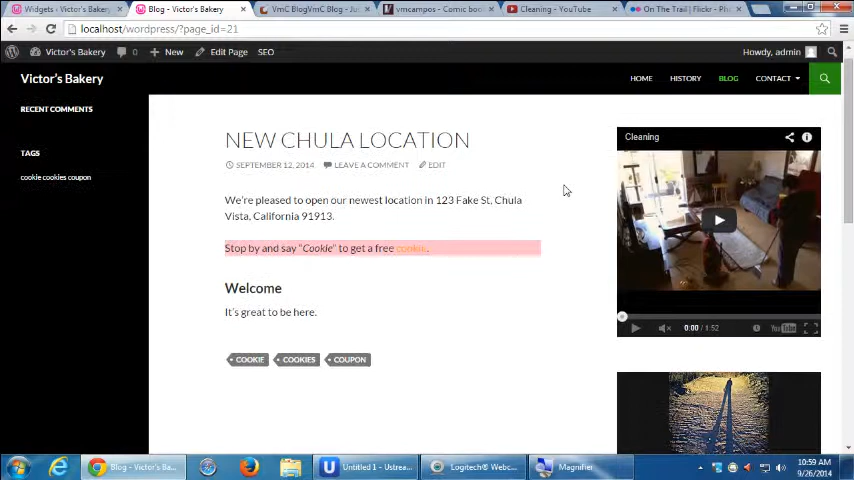 Widgets ‹ Victor's Bakery
Blog - Victor's Bakery
VmC BlogVmC Blog - Ju
vmcampos - Comic boo
Cleaning - YouTube
On The Trail | Flickr - Ph
localhost/wordpress/?page_id=21
Victor's Bakery
0
New
Edit Page
SEO
Howdy, admin
Victor's Bakery
HOME
HISTORY
BLOG
CONTACT
RECENT COMMENTS
TAGS
cookie cookies coupon
NEW CHULA LOCATION
SEPTEMBER 12, 2014
LEAVE A COMMENT
EDIT
We're pleased to open our newest location in 123 Fake St, Chula
Vista, California 91913.
Stop by and say "Cookie" to get a free cookie.
Welcome
It's great to be here.
COOKIE
COOKIES
COUPON
Cleaning
0:00 / 1:52
YouTube
Blog - Victor's Ba...
Untitled 1 - Ustrea...
Logitech® Webc...
Magnifier
10:59 AM
9/26/2014